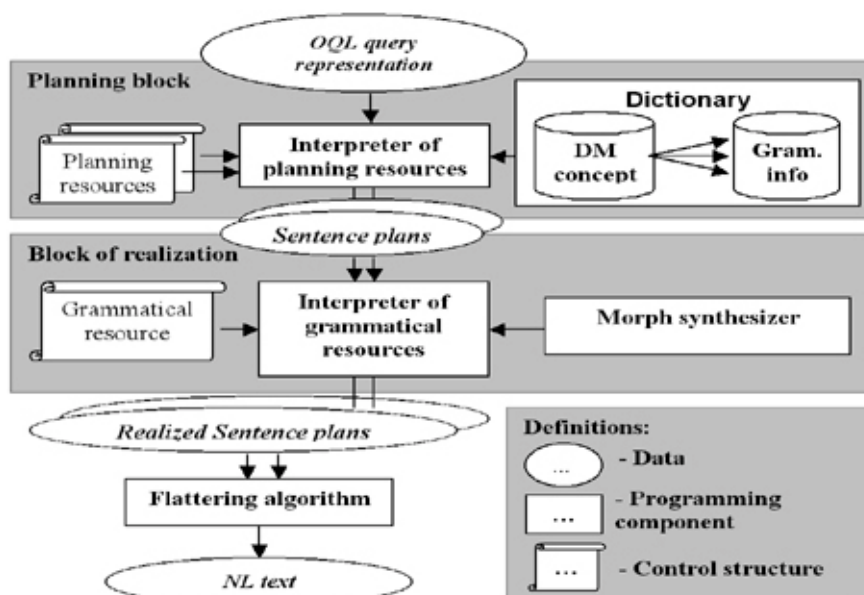 OQL query
representation
Planning block
Dictionary
Planning
resources
Interpreter of
planning resources
DM
concept
Gram.
info
Sentence plans
Block of realization
Grammatical
resource
Interpreter of
grammatical
resources
Morph synthesizer
Realized Sentence plans
Flattering algorithm
NL text
Definitions:
... - Data
... - Programming
component
... - Control structure